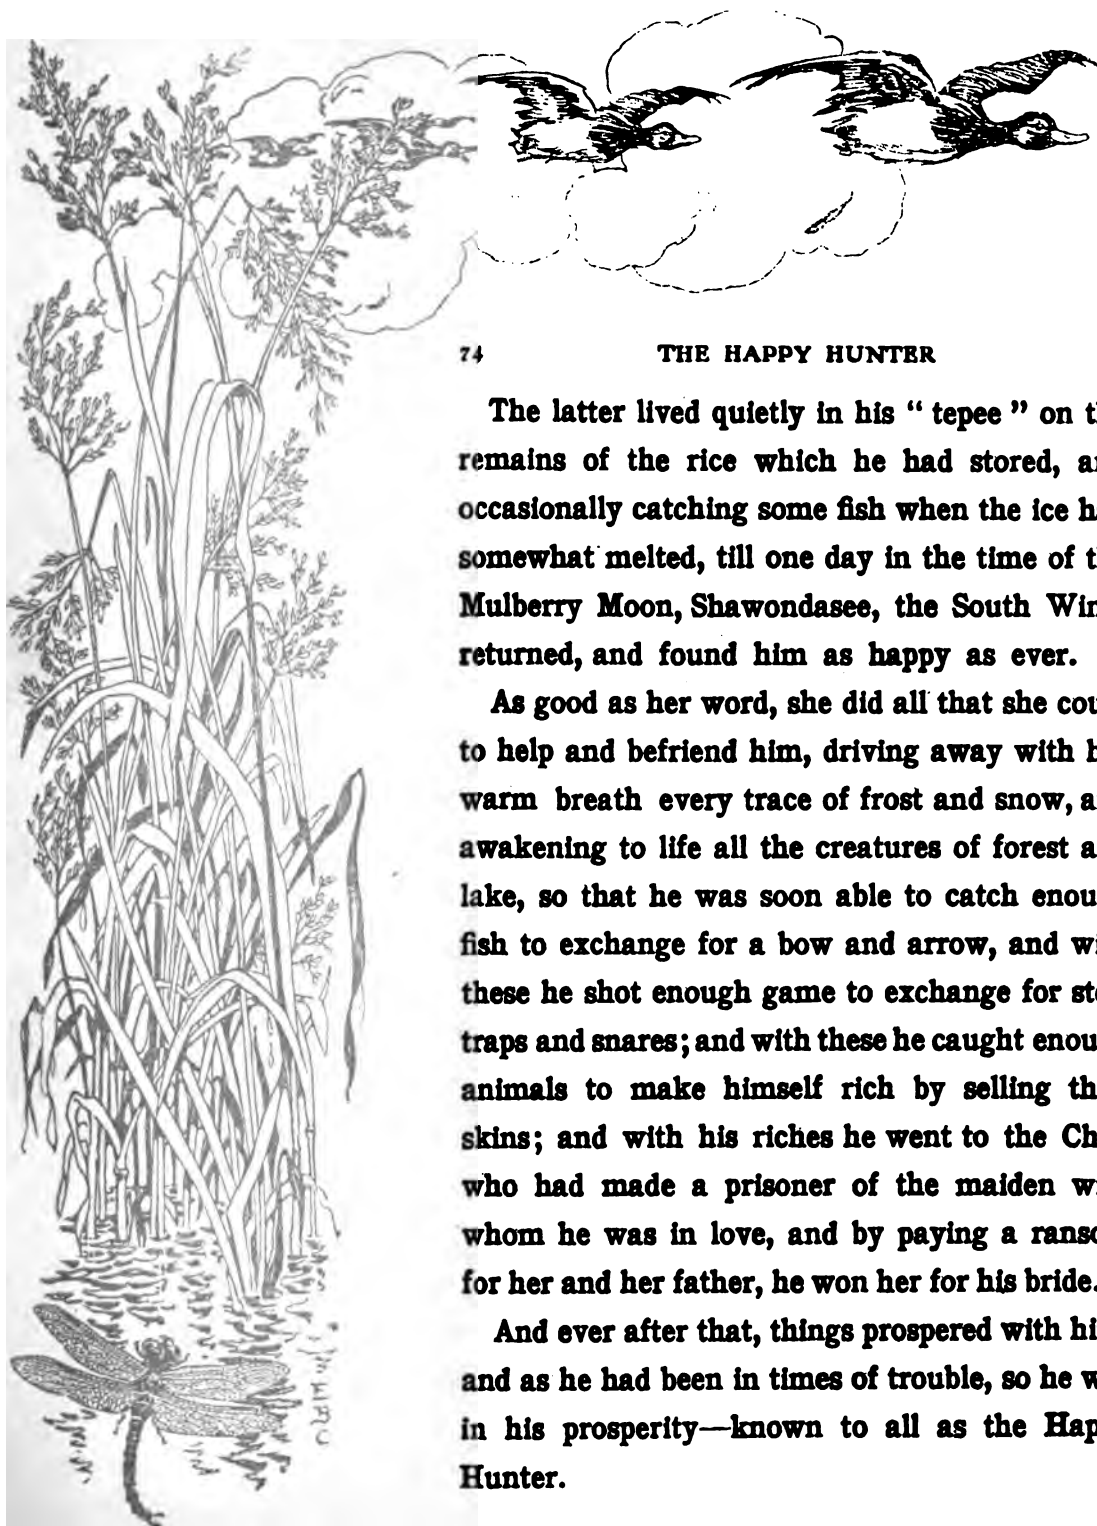 74 THE HAPPY HUNTER
The latter lived quietly in his “ tepee ” on t
remains of the rice which he had stored, a
occasionally catching some fish when the ice h
somewhat melted, till one day in the time of t
Mulberry Moon, Shawondasee, the South Win
returned, and found him as happy as ever.
As good as her word, she did all that she cou
to help and befriend him, driving away with h
warm breath every trace of frost and snow, a
awakening to life all the creatures of forest a
lake, so that he was soon able to catch enou
fish to exchange for a bow and arrow, and wi
these he shot enough game to exchange for ste
traps and snares; and with these he caught enou
animals to make himself rich by selling th
skins; and with his riches he went to the Ch
who had made a prisoner of the maiden w
whom he was in love, and by paying a ranso
for her and her father, he won her for his bride.
And ever after that, things prospered with hi
and as he had been in times of trouble, so he w
in his prosperity—known to all as the Hap
Hunter.